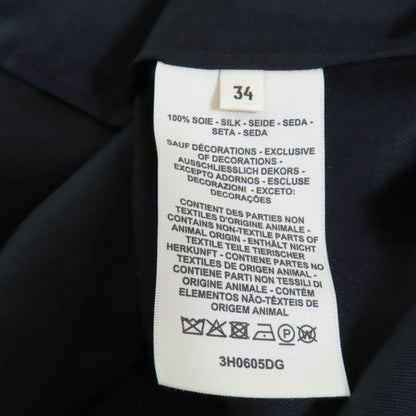 34
100% SOIE - SILK - SEIDE - SEDA -
SETA - SEDA
SAUF DÉCORATIONS - EXCLUSIVE
OF DECORATIONS -
AUSSCHLIESSLICH DEKORS -
EXCEPTO ADORNOS - ESCLUSE
DECORAZIONI - EXCETO:
DECORAÇÕES
CONTIENT DES PARTIES NON
TEXTILES D'ORIGINE ANIMALE -
CONTAINS NON-TEXTILE PARTS OF
ANIMAL ORIGIN - ENTHÄLT NICHT
TEXTILE TEILE TIERISCHER
HERKUNFT - CONTIENE PARTES NO
TEXTILES DE ORIGEN ANIMAL -
CONTIENE PARTI NON TESSILI DI
ORIGINE ANIMALE - CONTÉM
ELEMENTOS NÃO-TÊXTEIS DE
ORIGEM ANIMAL
P
W
3H0605DG